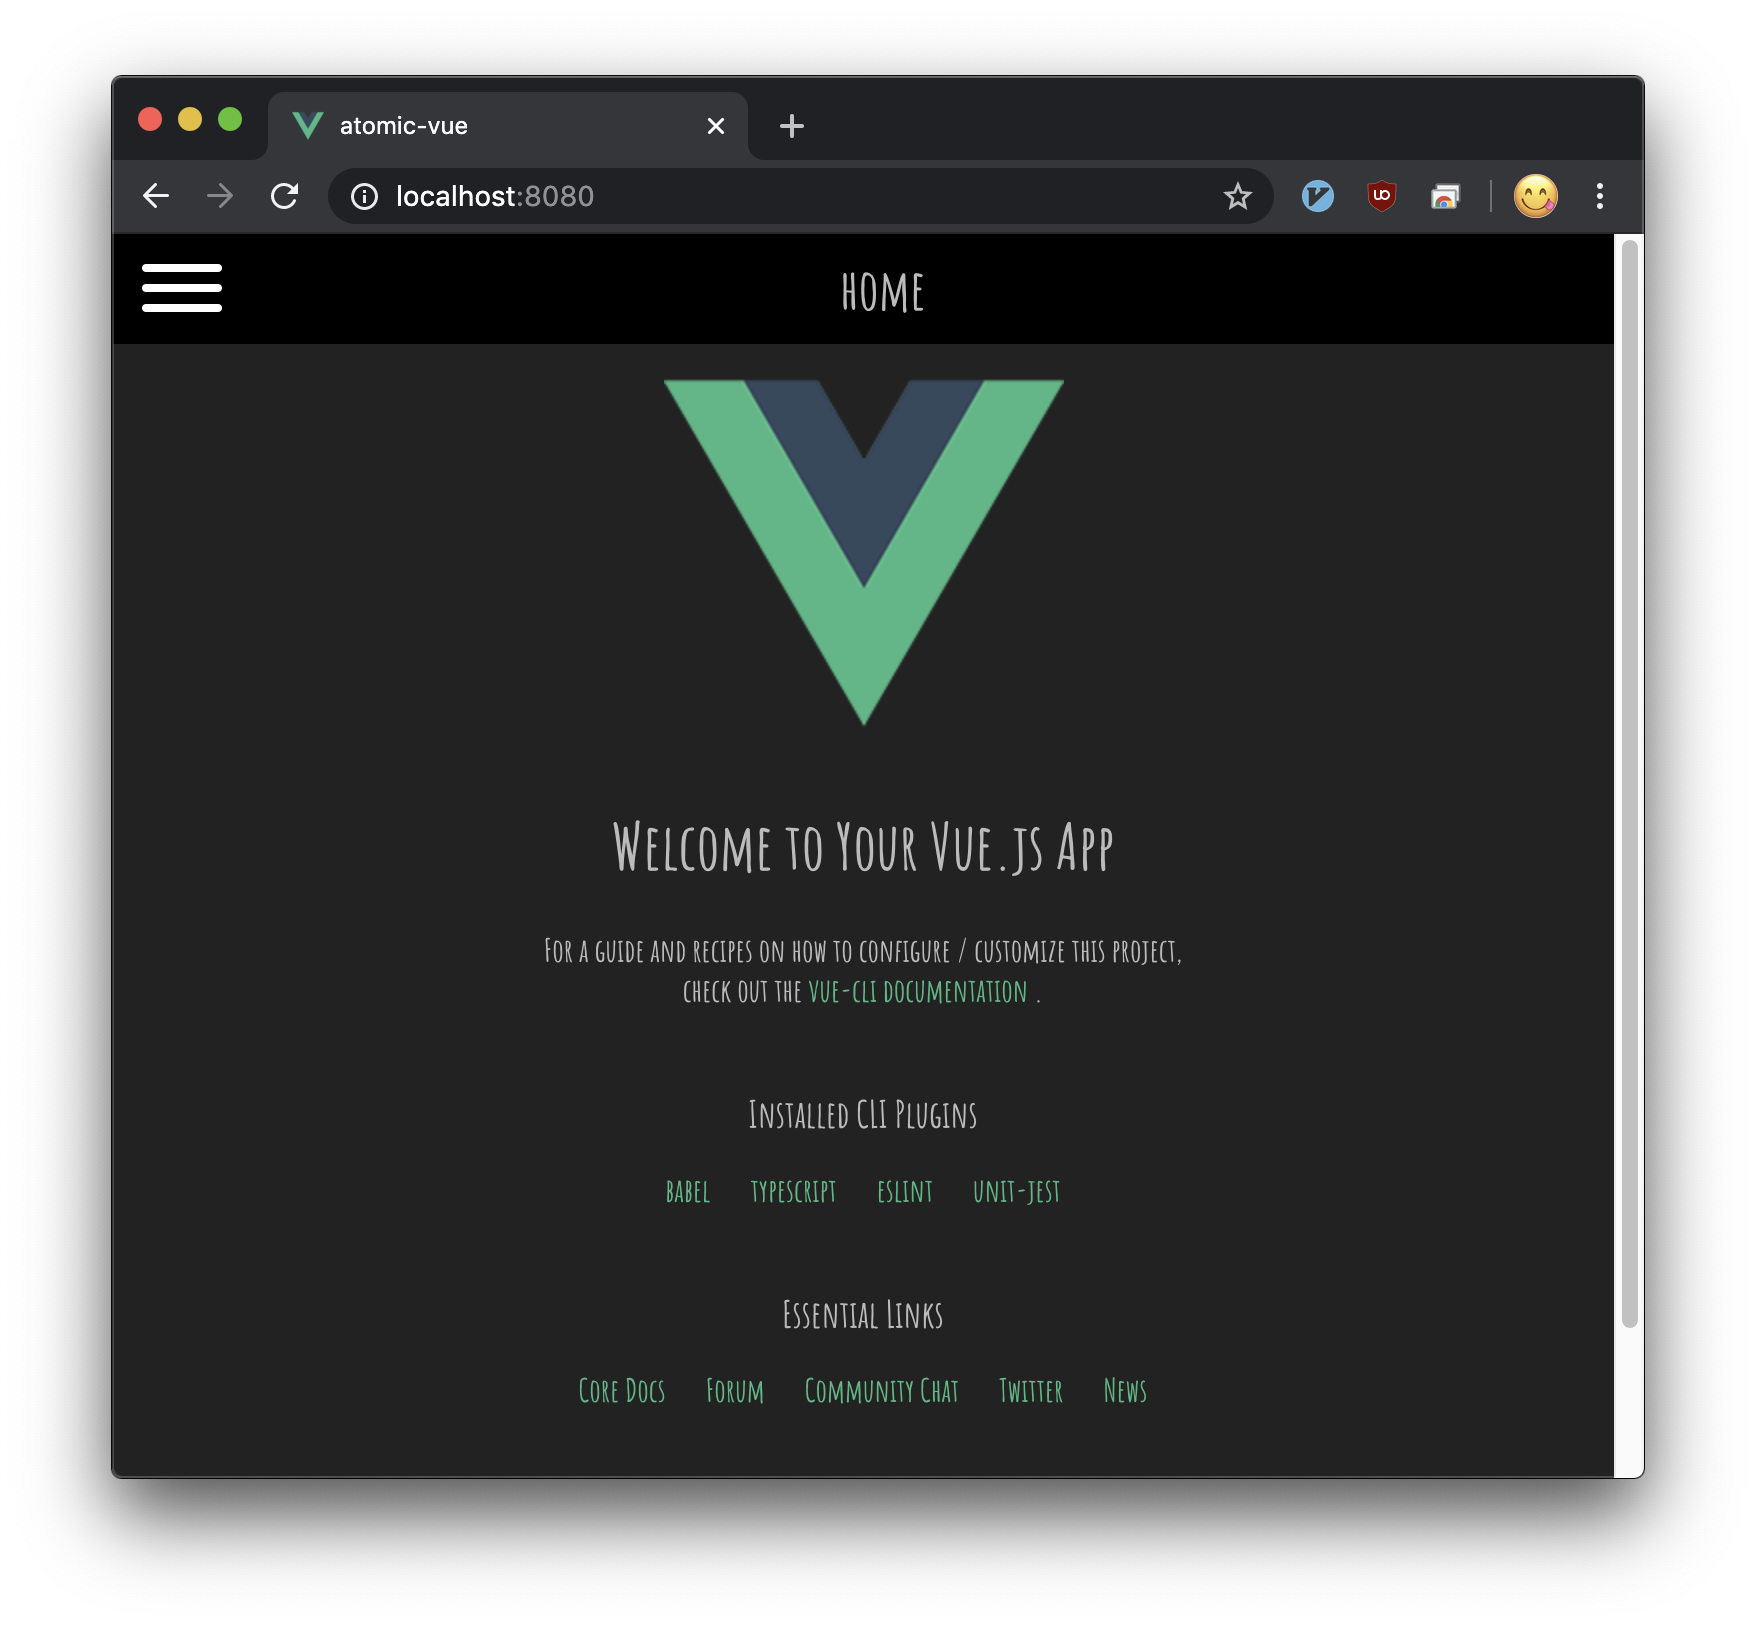 atomic-vue
localhost:8080
HOME
Welcome to Your Vue.js App
For a guide and recipes on how to configure / customize this project,
check out the vue-cli documentation .
Installed CLI Plugins
babel typescript eslint unit-jest
Essential Links
Core Docs Forum Community Chat Twitter News